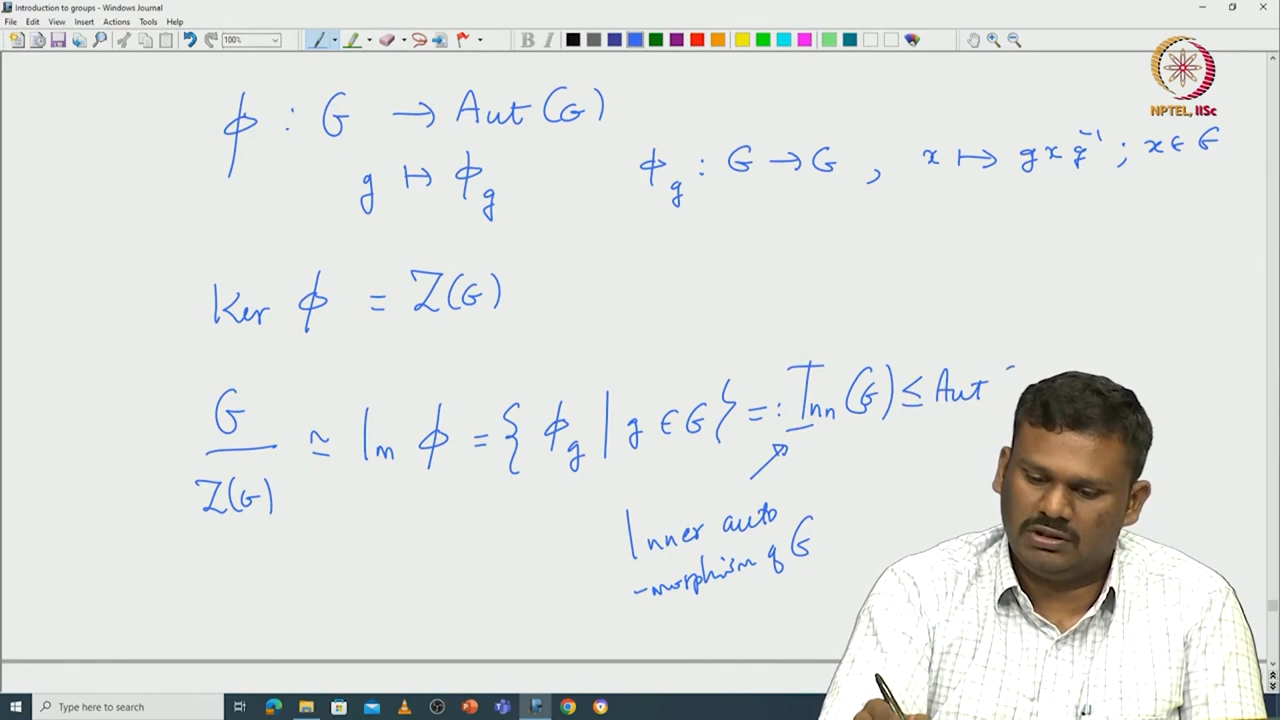 Introduction to groups - Windows Journal
File Edit View Insert Actions Tools Help
100%
B I
NPTEL, IISc
ϕ : G → Aut(G)
g ↦ ϕ_g
ϕ_g : G → G , x ↦ g x g⁻¹ ; x ∈ G
Ker ϕ = Z(G)
G / Z(G) ≃ Im ϕ = { ϕ_g | g ∈ G } =: Inn(G) ≤ Aut
Inner auto
-morphism of G
Type here to search